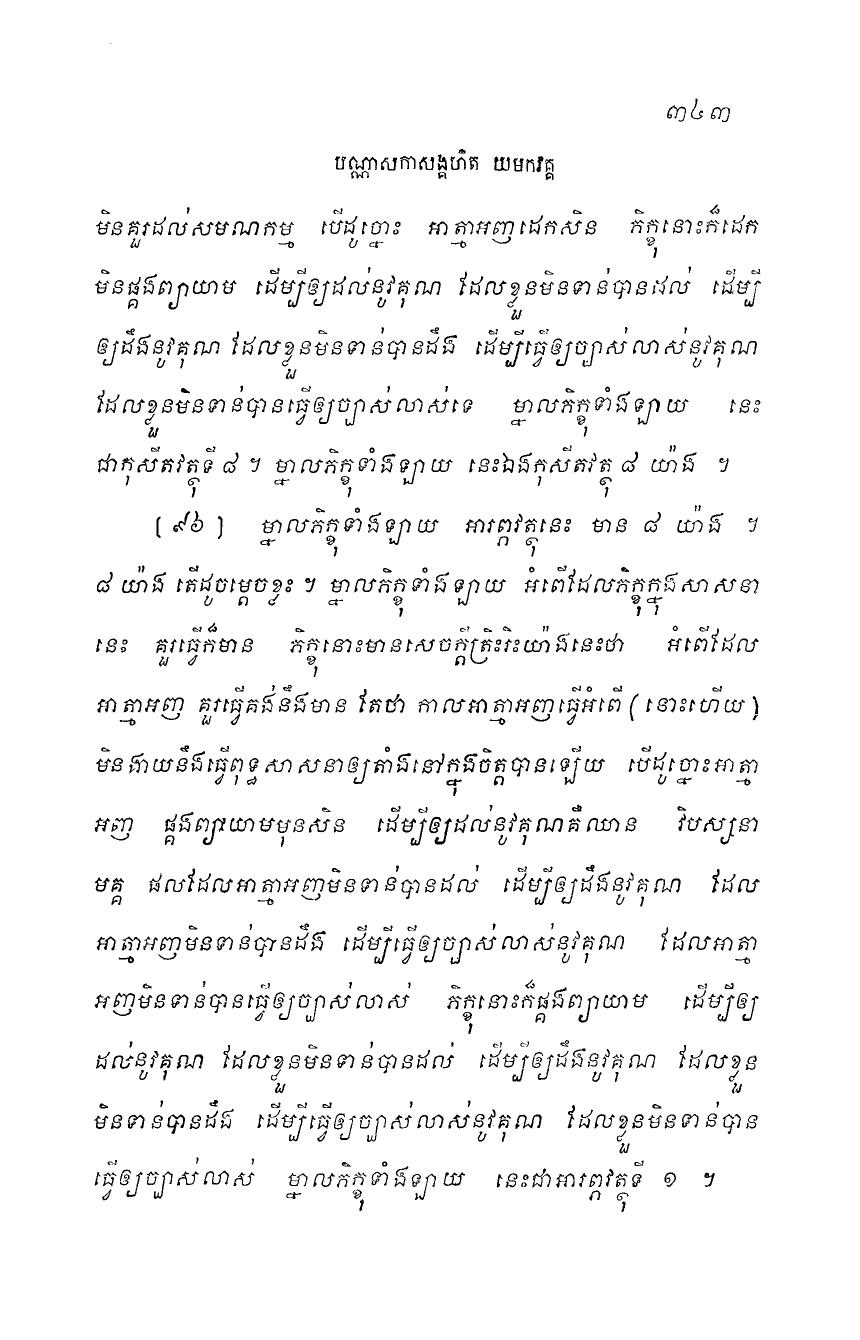 ៣៤៣
បណ្ណាសកាសង្គហិត យមកវគ្គ
មិនគួរដល់សមណកម្ម បើដូច្នោះ អាត្មាអញដេកសិន ភិក្ខុនោះក៏ដេក
មិនផ្គងព្យាយាម ដើម្បីឲ្យដល់នូវគុណ ដែលខ្លួនមិនទាន់បានដល់ ដើម្បី
ឲ្យដឹងនូវគុណ ដែលខ្លួនមិនទាន់បានដឹង ដើម្បីធ្វើឲ្យច្បាស់លាស់នូវគុណ
ដែលខ្លួនមិនទាន់បានធ្វើឲ្យច្បាស់លាស់ទេ ម្នាលភិក្ខុទាំងឡាយ នេះ
ជាកុសីតវត្ថុទី ៨ ។ ម្នាលភិក្ខុទាំងឡាយ នេះឯងកុសីតវត្ថុ ៨ យ៉ាង ។
(៩៦) ម្នាលភិក្ខុទាំងឡាយ អារព្ភវត្ថុនេះ មាន ៨ យ៉ាង ។
៨ យ៉ាង តើដូចម្តេចខ្លះ ។ ម្នាលភិក្ខុទាំងឡាយ អំពើដែលភិក្ខុក្នុងសាសនា
នេះ គួរធ្វើក៏មាន ភិក្ខុនោះមានសេចក្តីត្រិះរិះយ៉ាងនេះថា អំពើដែល
អាត្មាអញ គួរធ្វើគង់នឹងមាន តែថា កាលអាត្មាអញធ្វើអំពើ (នោះហើយ)
មិនងាយនឹងធ្វើពុទ្ធសាសនាឲ្យតាំងនៅក្នុងចិត្តបានឡើយ បើដូច្នោះអាត្មា
អញ ផ្គងព្យាយាមមុនសិន ដើម្បីឲ្យដល់នូវគុណគឺឈាន វិបស្សនា
មគ្គ ផលដែលអាត្មាអញមិនទាន់បានដល់ ដើម្បីឲ្យដឹងនូវគុណ ដែល
អាត្មាអញមិនទាន់បានដឹង ដើម្បីធ្វើឲ្យច្បាស់លាស់នូវគុណ ដែលអាត្មា
អញមិនទាន់បានធ្វើឲ្យច្បាស់លាស់ ភិក្ខុនោះក៏ផ្គងព្យាយាម ដើម្បីឲ្យ
ដល់នូវគុណ ដែលខ្លួនមិនទាន់បានដល់ ដើម្បីឲ្យដឹងនូវគុណ ដែលខ្លួន
មិនទាន់បានដឹង ដើម្បីធ្វើឲ្យច្បាស់លាស់នូវគុណ ដែលខ្លួនមិនទាន់បាន
ធ្វើឲ្យច្បាស់លាស់ ម្នាលភិក្ខុទាំងឡាយ នេះជាអារព្ភវត្ថុទី ១ ។